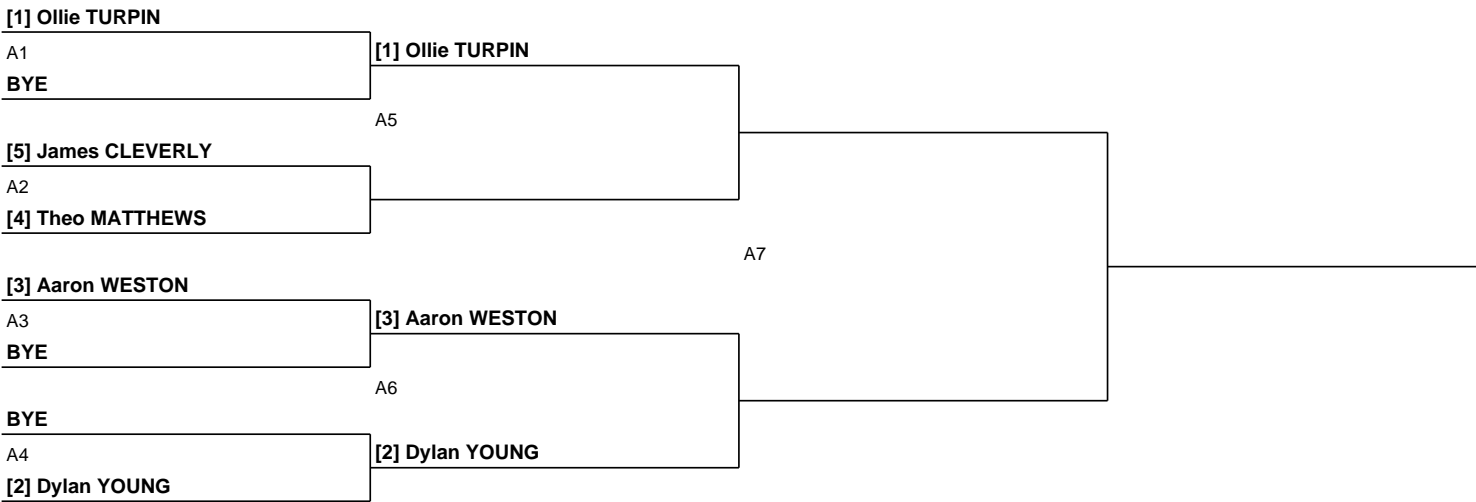 [1] Ollie TURPIN
A1
[1] Ollie TURPIN
BYE
A5
[5] James CLEVERLY
A2
[4] Theo MATTHEWS
A7
[3] Aaron WESTON
A3
[3] Aaron WESTON
BYE
A6
BYE
A4
[2] Dylan YOUNG
[2] Dylan YOUNG